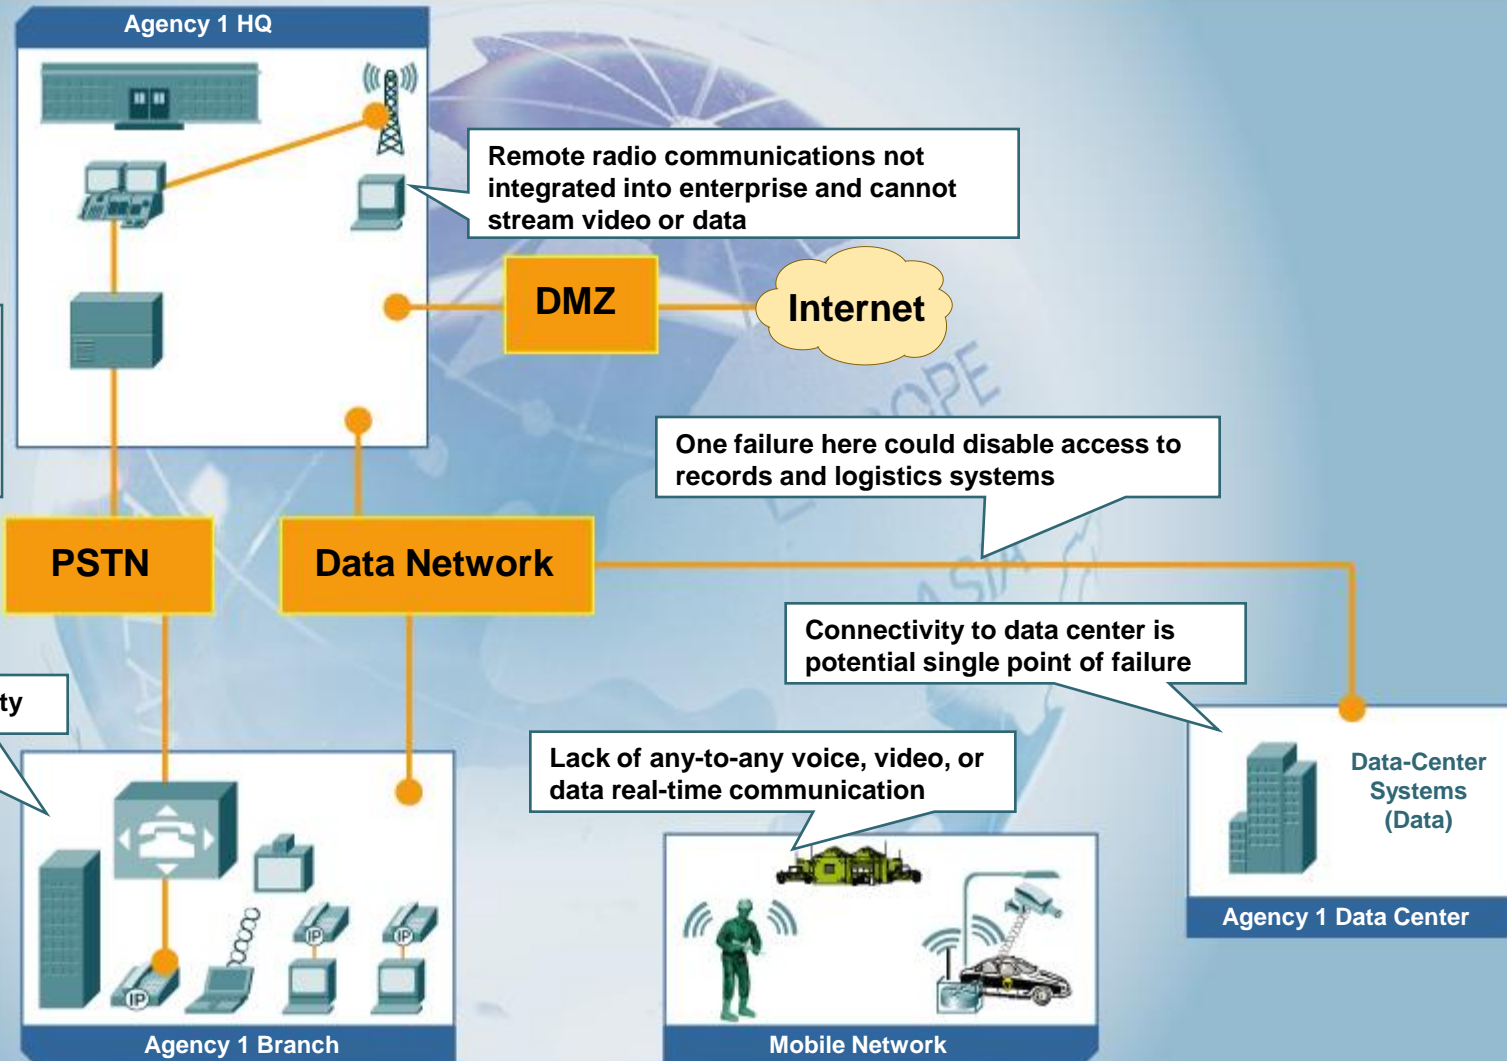 Agency 1 HQ
Remote radio communications not
integrated into enterprise and cannot
stream video or data
DMZ
Internet
EUROPE
One failure here could disable access to
records and logistics systems
PSTN
Data Network
ASIA
Connectivity to data center is
potential single point of failure
ty
Lack of any-to-any voice, video, or
data real-time communication
Data-Center
Systems
(Data)
IP
IP
IP
Agency 1 Data Center
Agency 1 Branch
Mobile Network